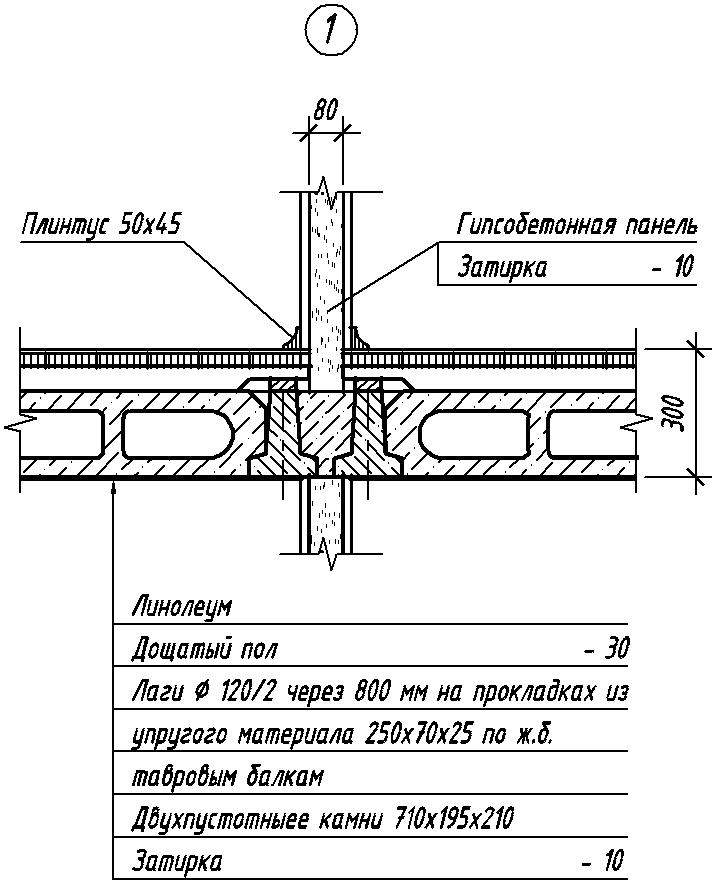 1
80
Плинтус 50х45
Гипсобетонная панель
Затирка - 10
300
Линолеум
Дощатый пол - 30
Лаги Ø 120/2 через 800 мм на прокладках из
упругого материала 250х70х25 по ж.б.
тавровым балкам
Двухпустотныее камни 710х195х210
Затирка - 10